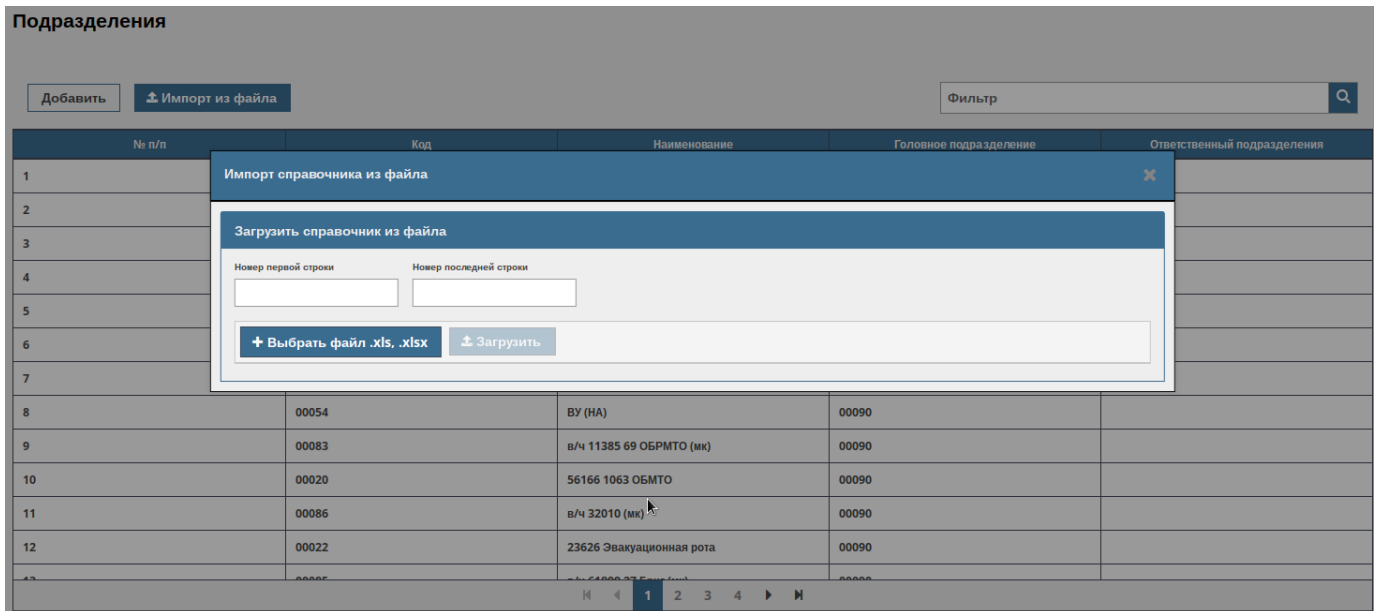 Подразделения
Добавить Импорт из файла Фильтр
№ п/п Код Наименование Головное подразделение Ответственный подразделения
Импорт справочника из файла
1
2
Загрузить справочник из файла
3
Номер первой строки Номер последней строки
4
5
6 Выбрать файл .xls, .xlsx Загрузить
7
8 00054 ВУ (НА) 00090
9 00083 в/ч 11385 69 ОБРМТО (мк) 00090
10 00020 56166 1063 ОБМТО 00090
11 00086 в/ч 32010 (мк) 00090
12 00022 23626 Эвакуационная рота 00090
1 2 3 4